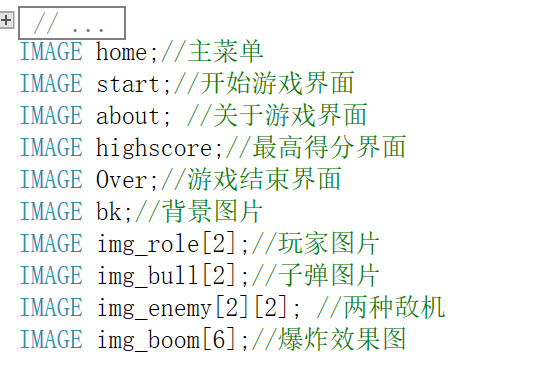 // ...
IMAGE home;//主菜单
IMAGE start;//开始游戏界面
IMAGE about; //关于游戏界面
IMAGE highscore;//最高得分界面
IMAGE Over;//游戏结束界面
IMAGE bk;//背景图片
IMAGE img_role[2];//玩家图片
IMAGE img_bull[2];//子弹图片
IMAGE img_enemy[2][2]; //两种敌机
IMAGE img_boom[6];//爆炸效果图